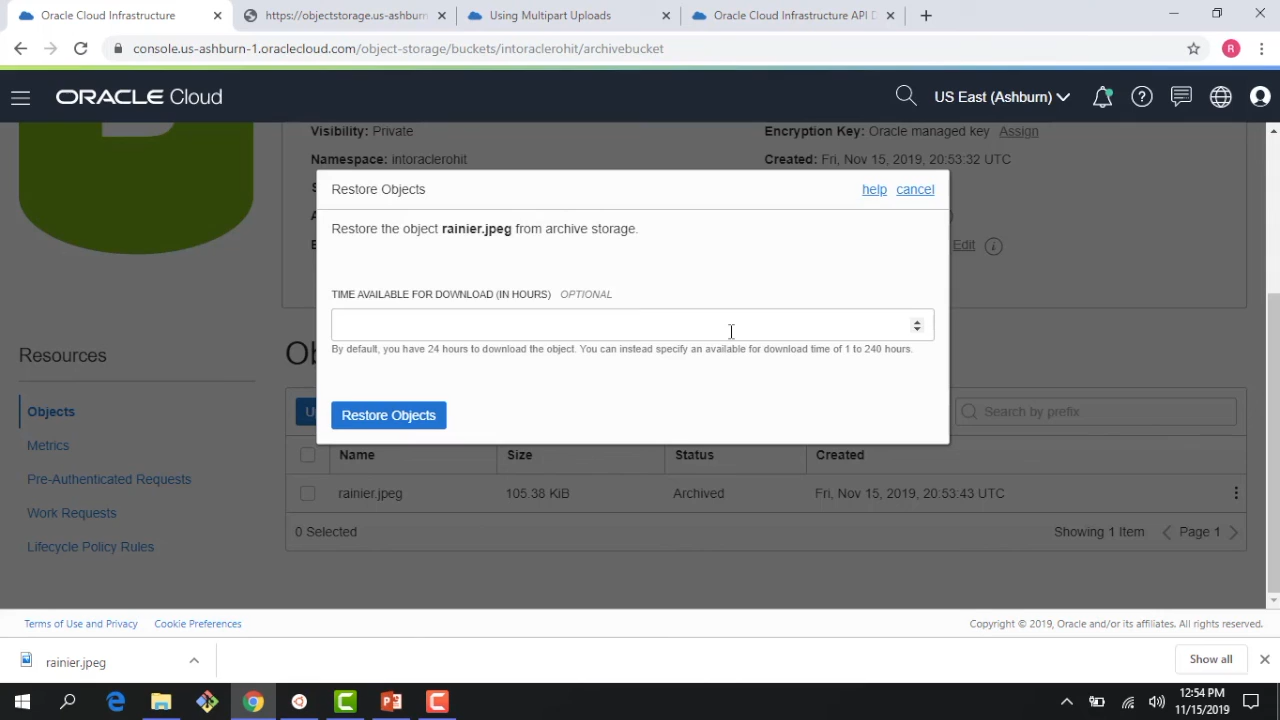 Oracle Cloud Infrastructure
https://objectstorage.us-ashburn
Using Multipart Uploads
Oracle Cloud Infrastructure API D
console.us-ashburn-1.oraclecloud.com/object-storage/buckets/intoraclerohit/archivebucket
R
ORACLE Cloud
US East (Ashburn)
Visibility: Private
Encryption Key: Oracle managed key Assign
Namespace: intoraclerohit
Created: Fri, Nov 15, 2019, 20:53:32 UTC
Restore Objects
help cancel
Restore the object rainier.jpeg from archive storage.
Edit
TIME AVAILABLE FOR DOWNLOAD (IN HOURS) OPTIONAL
By default, you have 24 hours to download the object. You can instead specify an available for download time of 1 to 240 hours.
Restore Objects
Resources
Objects
Metrics
Pre-Authenticated Requests
Work Requests
Lifecycle Policy Rules
Search by prefix
Name Size Status Created
rainier.jpeg 105.38 KiB Archived Fri, Nov 15, 2019, 20:53:43 UTC
0 Selected
Showing 1 Item Page 1
Terms of Use and Privacy Cookie Preferences
Copyright © 2019, Oracle and/or its affiliates. All rights reserved.
rainier.jpeg
Show all
12:54 PM
11/15/2019